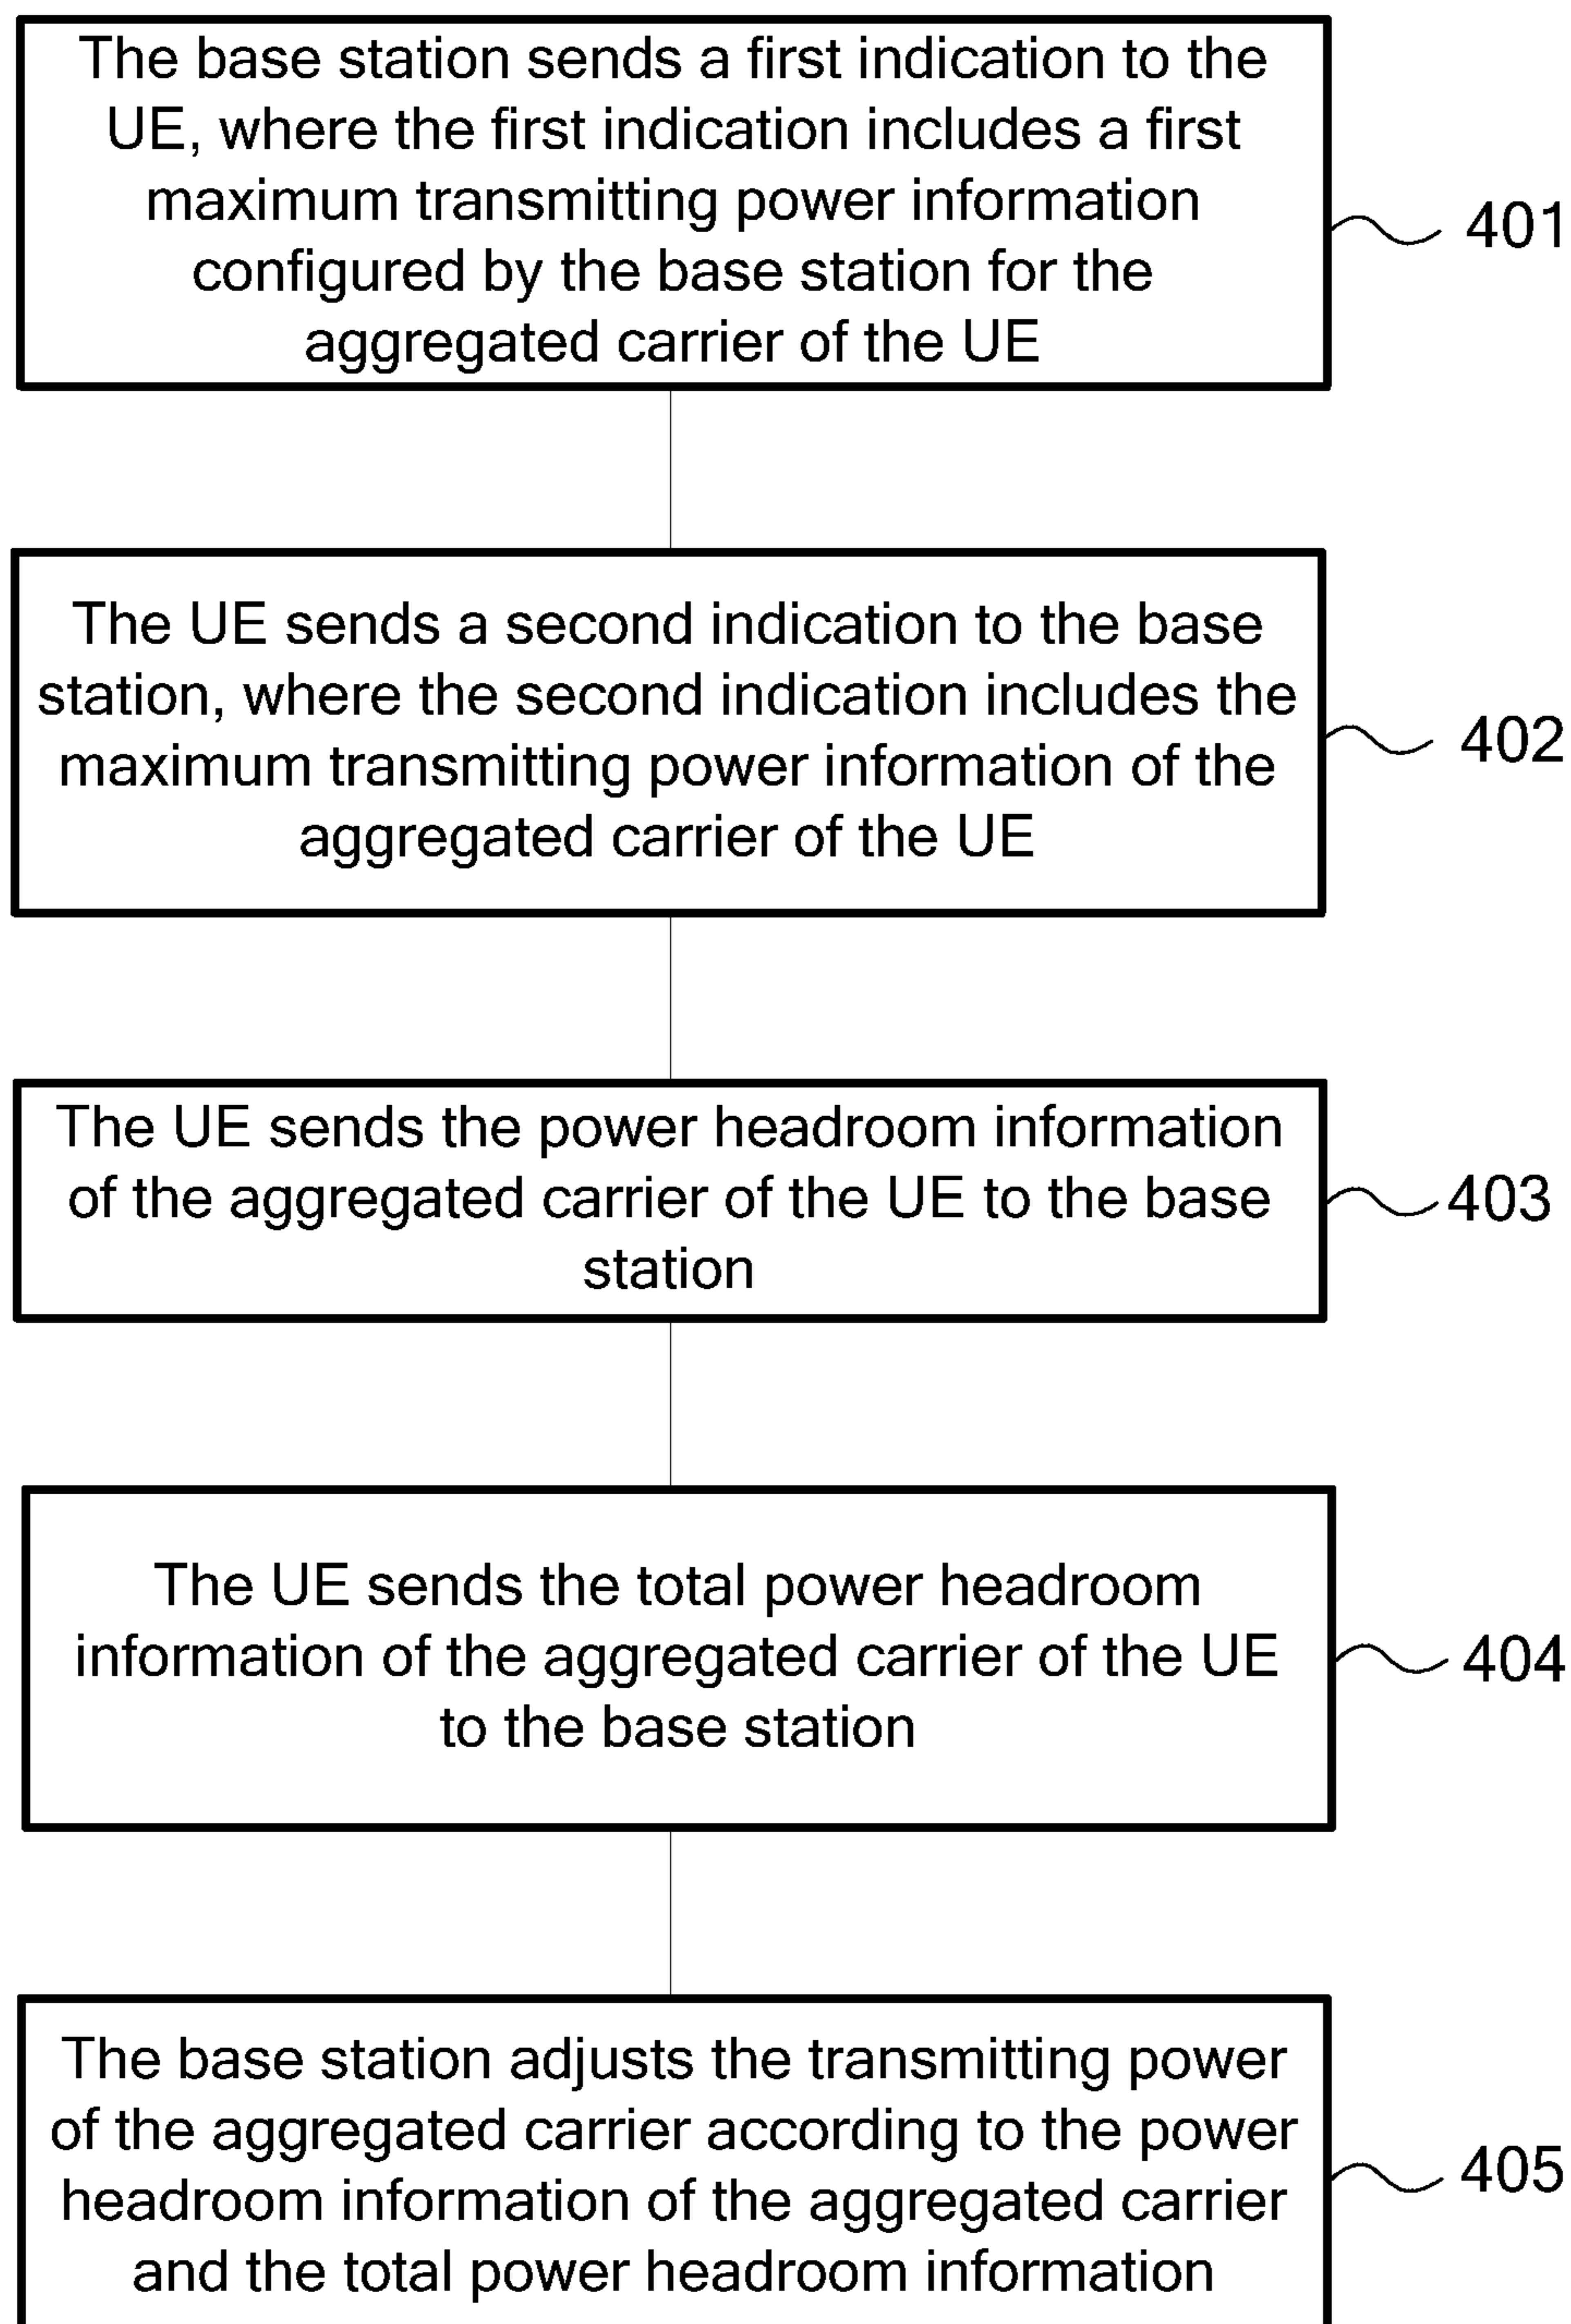 The base station sends a first indication to the
UE, where the first indication includes a first
maximum transmitting power information
configured by the base station for the
aggregated carrier of the UE
401
The UE sends a second indication to the base
station, where the second indication includes the
maximum transmitting power information of the
aggregated carrier of the UE
402
The UE sends the power headroom information
of the aggregated carrier of the UE to the base
station
403
The UE sends the total power headroom
information of the aggregated carrier of the UE
to the base station
404
The base station adjusts the transmitting power
of the aggregated carrier according to the power
headroom information of the aggregated carrier
and the total power headroom information
405